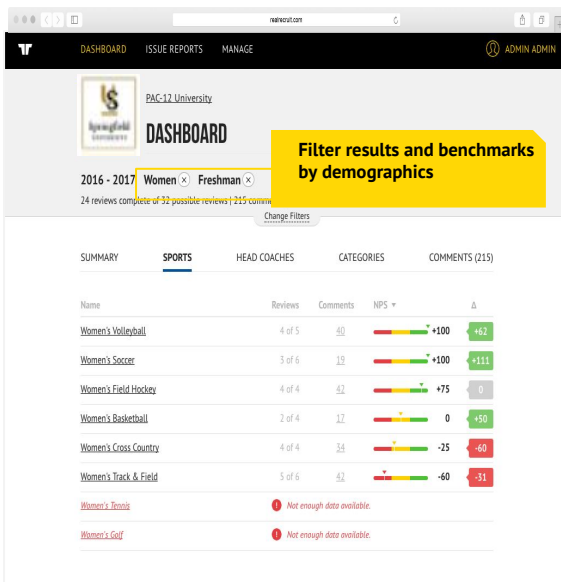 realrecruit.com
DASHBOARD ISSUE REPORTS MANAGE ADMIN ADMIN
PAC-12 University
DASHBOARD
Filter results and benchmarks
by demographics
2016 - 2017 Women Freshman
24 reviews complete of 32 possible reviews | 215 comm
Change Filters
SUMMARY SPORTS HEAD COACHES CATEGORIES COMMENTS (215)
Name Reviews Comments NPS Δ
Women's Volleyball 4 of 5 40 +100 +62
Women's Soccer 3 of 6 19 +100 +111
Women's Field Hockey 4 of 4 42 +75 0
Women's Basketball 2 of 4 17 0 +50
Women's Cross Country 4 of 4 34 -25 -60
Women's Track & Field 5 of 6 42 -60 -31
Women's Tennis ! Not enough data available.
Women's Golf ! Not enough data available.